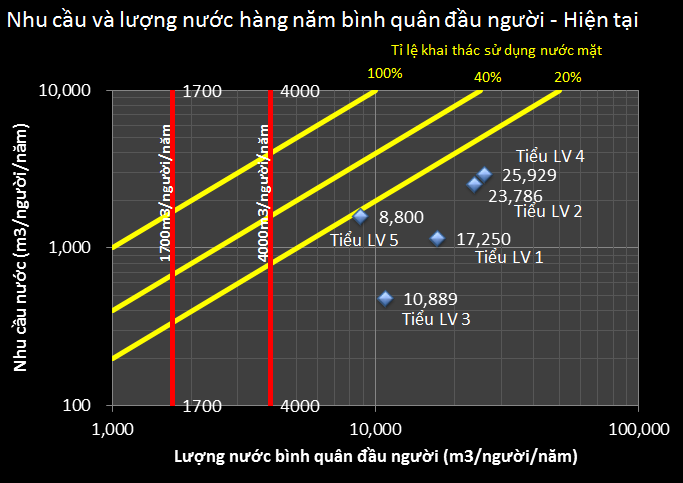 Nhu cầu và lượng nước hàng năm bình quân đầu người - Hiện tại
Tỉ lệ khai thác sử dụng nước mặt
100%
40%
20%
10,000
1,000
100
1700
4000
1700m3/người/năm
4000m3/người/năm
Tiểu LV 4
25,929
23,786
Tiểu LV 2
8,800
Tiểu LV 5
17,250
Tiểu LV 1
10,889
Tiểu LV 3
1700
4000
1,000
10,000
100,000
Nhu cầu nước (m3/người/năm)
Lượng nước bình quân đầu người (m3/người/năm)